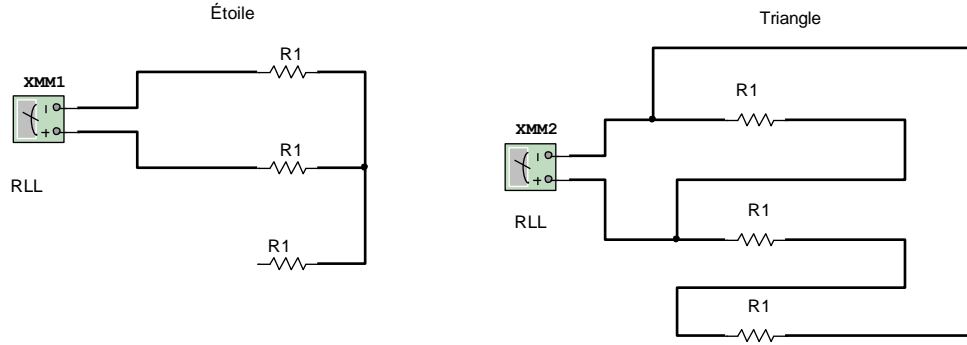 Étoile
R1
XMM1
R1
RLL
R1
Triangle
R1
XMM2
R1
RLL
R1